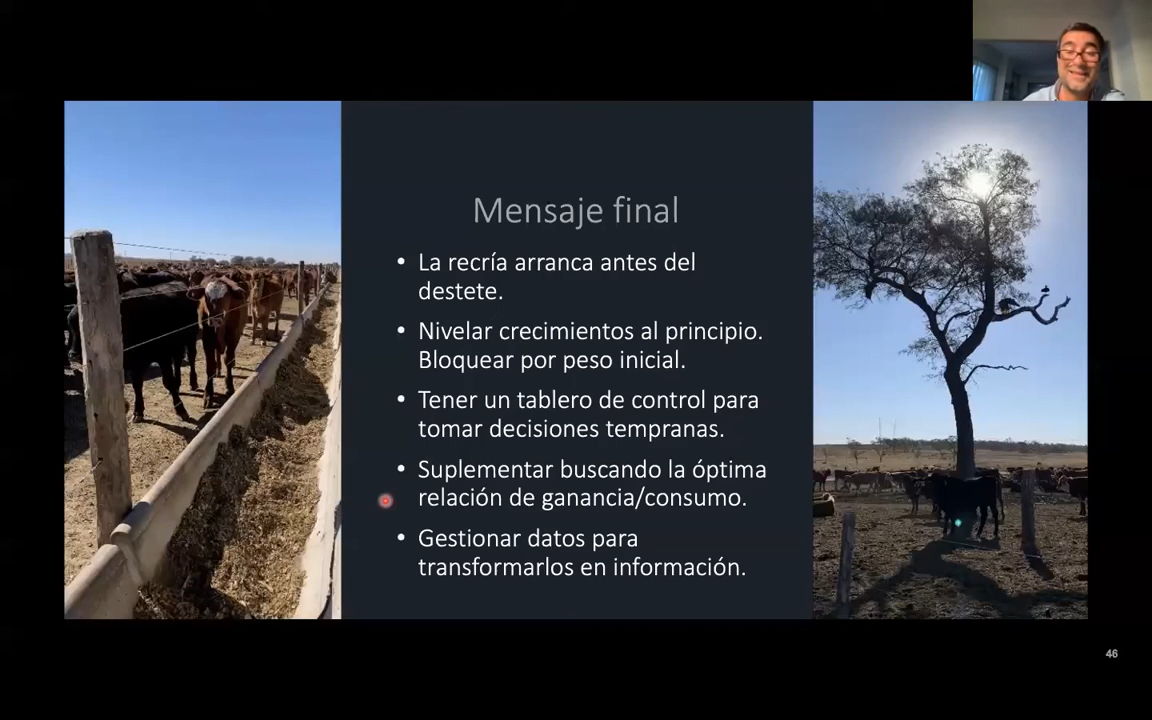 Mensaje final
• La recría arranca antes del
destete.
• Nivelar crecimientos al principio.
Bloquear por peso inicial.
• Tener un tablero de control para
tomar decisiones tempranas.
• Suplementar buscando la óptima
relación de ganancia/consumo.
• Gestionar datos para
transformarlos en información.
46